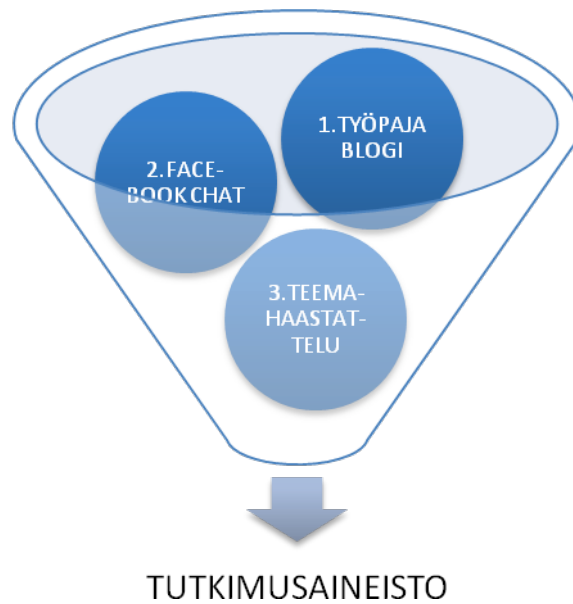 1.TYÖPAJA
BLOGI
2.FACE-
BOOK CHAT
3.TEEMA-
HAASTAT-
TELU
TUTKIMUSAINEISTO